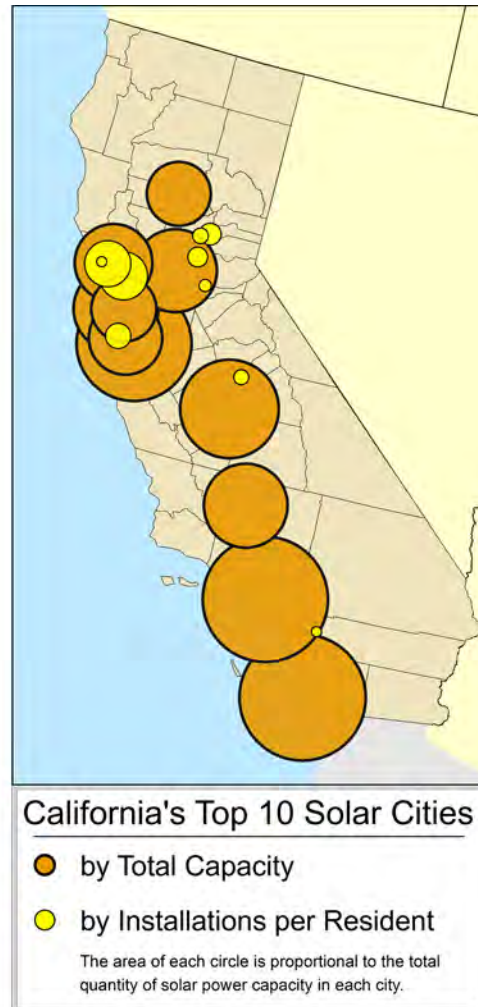 California's Top 10 Solar Cities
by Total Capacity
by Installations per Resident
The area of each circle is proportional to the total
quantity of solar power capacity in each city.